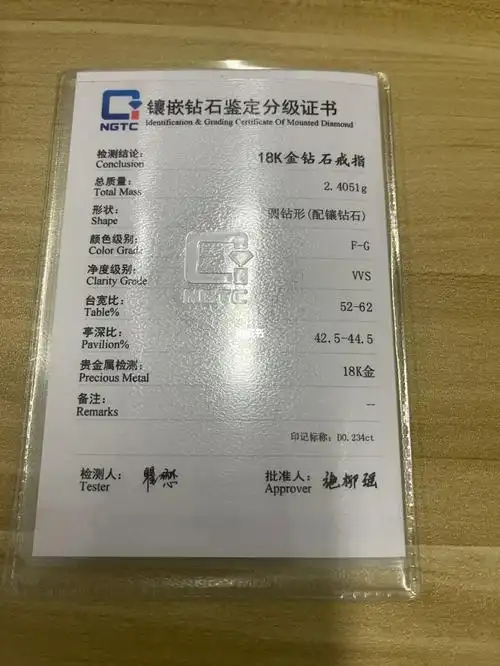 NGTC
镶嵌钻石鉴定分级证书
Identification & Grading Certificate Of Mounted Diamond
检测结论: 18K金钻石戒指
Conclusion
总质量: 2.4051g
Total Mass
形状: 圆钻形(配镶钻石)
Shape
颜色级别: F-G
Color Grade
净度级别: VVS
Clarity Grade
台宽比: 52-62
Table%
亭深比: 42.5-44.5
Pavilion%
贵金属检测: 18K金
Precious Metal
备注: --
Remarks
印记标称: D0.234ct
NGTC
检测人: 批准人: 施柳瑶
Tester Approver